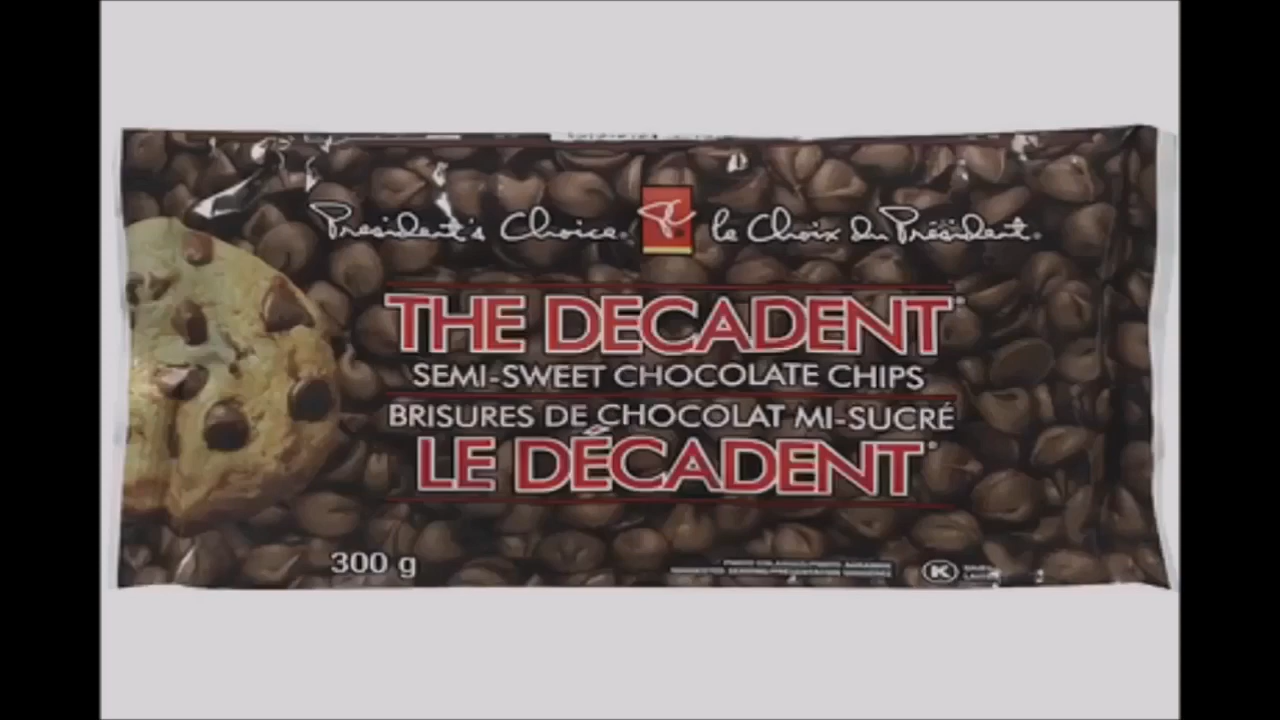 President's Choice® PC® le Choix du Président®
THE DECADENT®
SEMI-SWEET CHOCOLATE CHIPS
BRISURES DE CHOCOLAT MI-SUCRÉ
LE DÉCADENT®
300 g
K